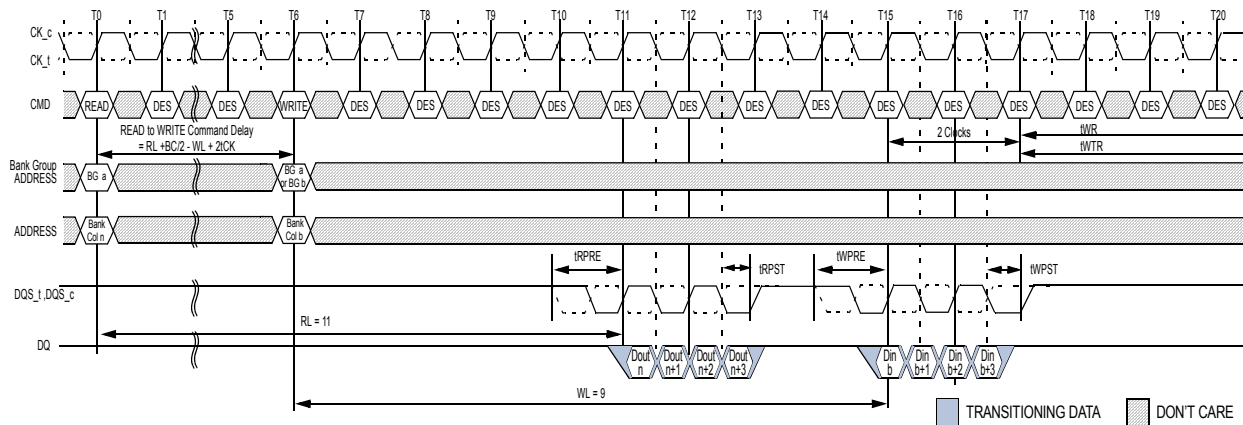 T0 T1 T5 T6 T7 T8 T9 T10 T11 T12 T13 T14 T15 T16 T17 T18 T19 T20
CK_c
CK_t
CMD READ DES DES WRITE DES DES DES DES DES DES DES DES DES DES DES DES DES DES
READ to WRITE Command Delay
= RL +BC/2 - WL + 2tCK
2 Clocks
tWR
tWTR
Bank Group
ADDRESS
BG a
BG a
or BG b
ADDRESS
Bank
Col n
Bank
Col b
tRPRE
tRPST
tWPRE
tWPST
DQS_t ,DQS_c
RL = 11
DQ
Dout
n
Dout
n+1
Dout
n+2
Dout
n+3
Din
b
Din
b+1
Din
b+2
Din
b+3
WL = 9
TRANSITIONING DATA
DON'T CARE